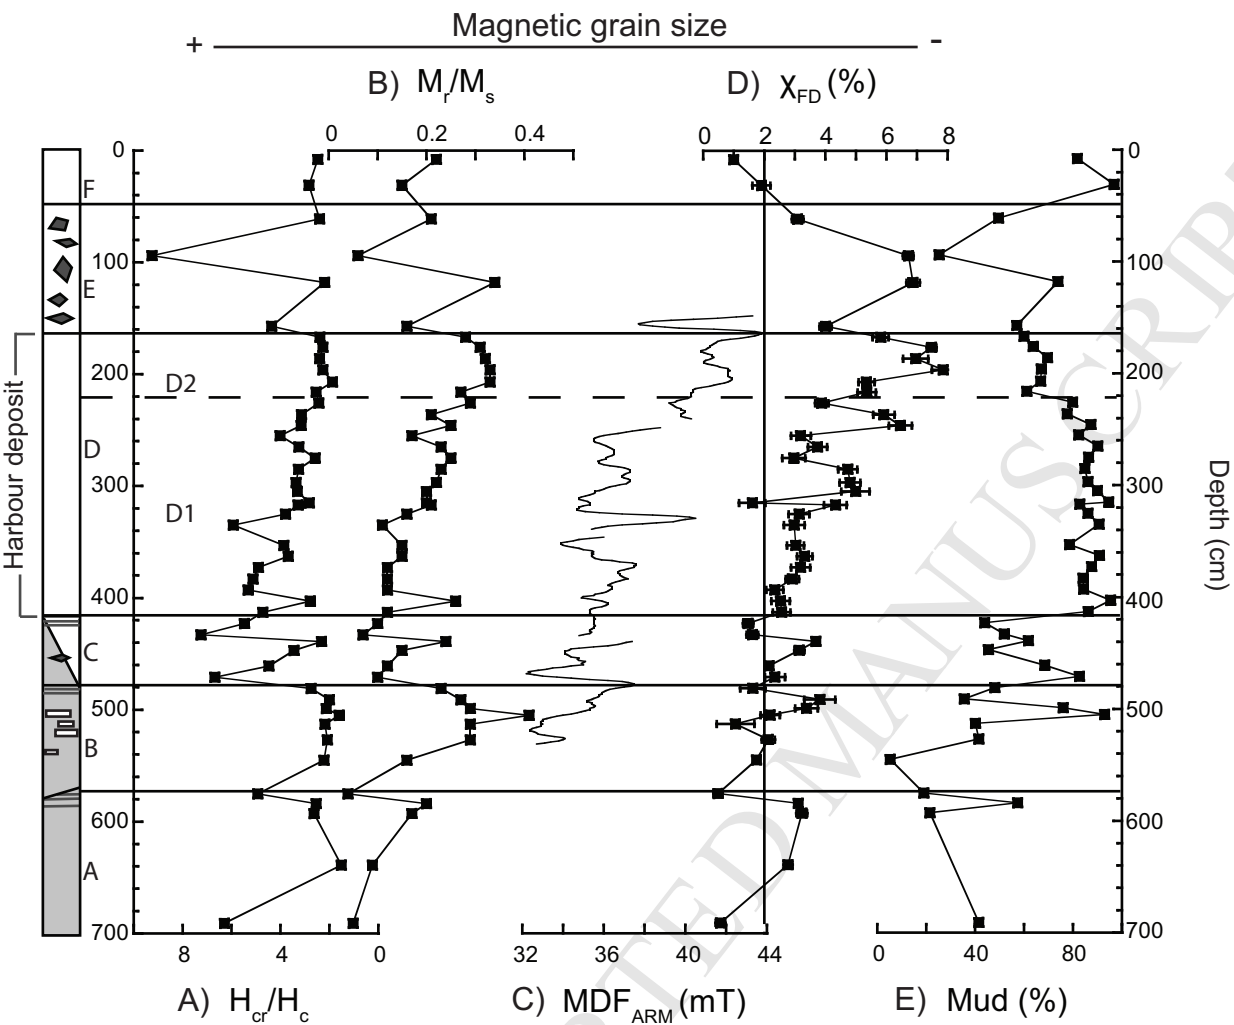 Magnetic grain size
+ -
B) Mr/Ms
D) χFD (%)
0 0.2 0.4
0 2 4 6 8
0 0
F
100 100
E
200 200
D2
D
300 300
D1
400 400
C
500 500
B
600 600
A
700 700
Harbour deposit
Depth (cm)
8 4 0
32 36 40 44
0 80
A) Hcr/Hc
C) MDFARM (mT)
E) Mud (%)
TED MANUSCRIP